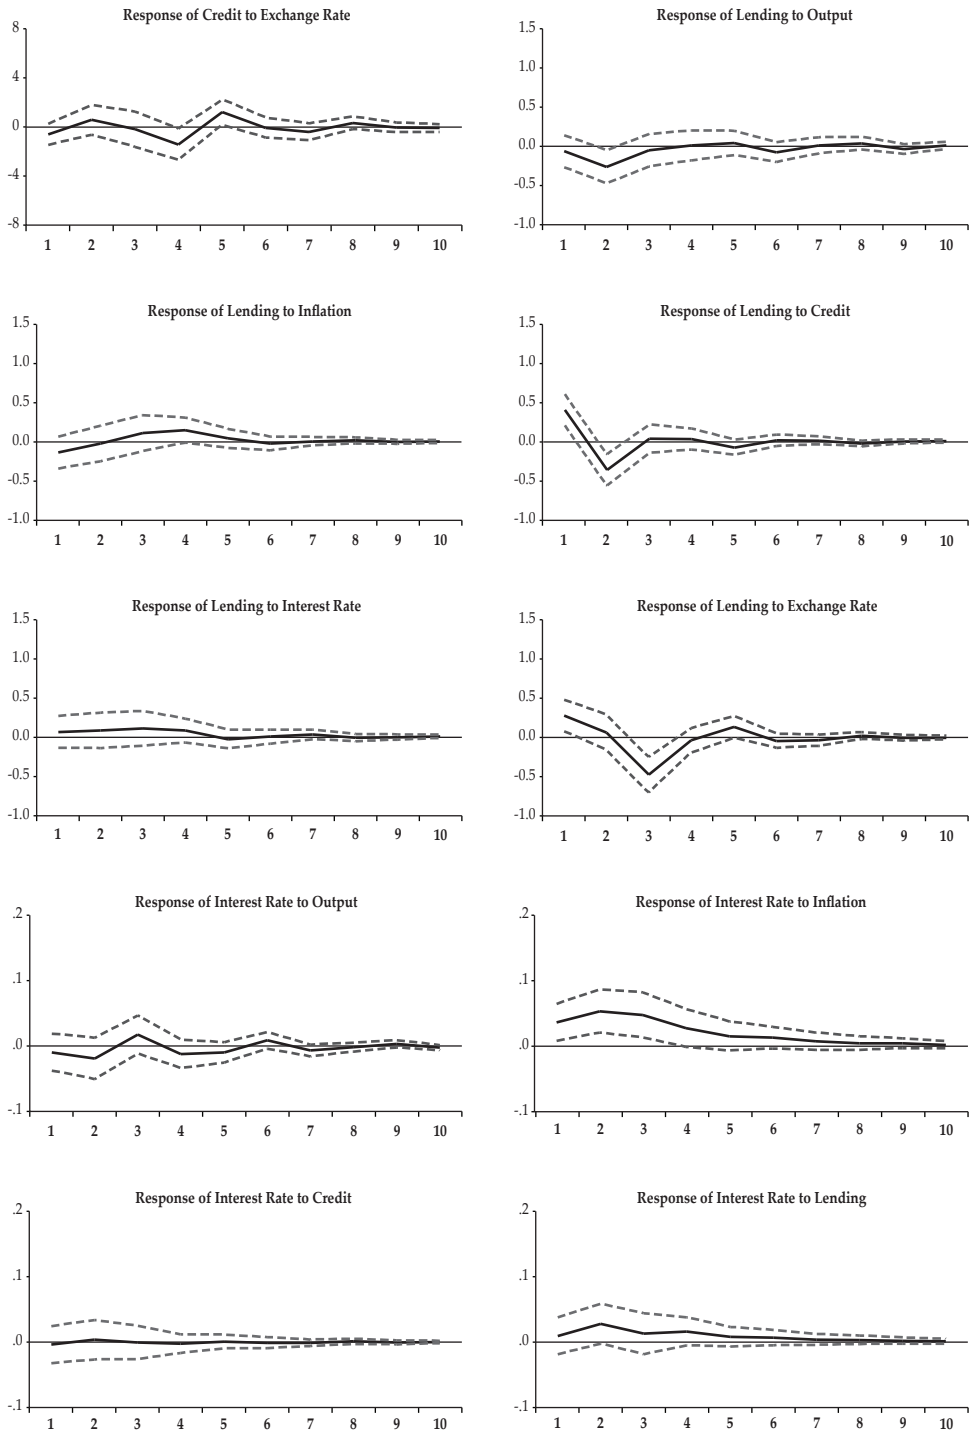 Response of Credit to Exchange Rate
8
4
0
-4
-8
1 2 3 4 5 6 7 8 9 10
Response of Lending to Output
1.5
1.0
0.5
0.0
-0.5
-1.0
1 2 3 4 5 6 7 8 9 10
Response of Lending to Inflation
1.5
1.0
0.5
0.0
-0.5
-1.0
1 2 3 4 5 6 7 8 9 10
Response of Lending to Credit
1.5
1.0
0.5
0.0
-0.5
-1.0
1 2 3 4 5 6 7 8 9 10
Response of Lending to Interest Rate
1.5
1.0
0.5
0.0
-0.5
-1.0
1 2 3 4 5 6 7 8 9 10
Response of Lending to Exchange Rate
1.5
1.0
0.5
0.0
-0.5
-1.0
1 2 3 4 5 6 7 8 9 10
Response of Interest Rate to Output
.2
.1
.0
-.1
1 2 3 4 5 6 7 8 9 10
Response of Interest Rate to Inflation
.2
.1
.0
-.1
1 2 3 4 5 6 7 8 9 10
Response of Interest Rate to Credit
.2
.1
.0
-.1
1 2 3 4 5 6 7 8 9 10
Response of Interest Rate to Lending
.2
.1
.0
-.1
1 2 3 4 5 6 7 8 9 10